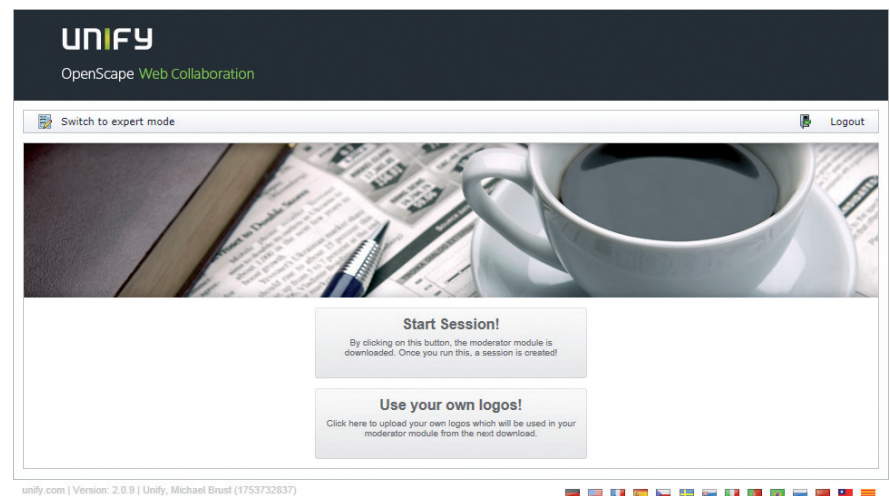 UNIFY
OpenScape Web Collaboration
Switch to expert mode
Logout
Start Session!
By clicking on this button, the moderator module is
downloaded. Once you run this, a session is created!
Use your own logos!
Click here to upload your own logos which will be used in your
moderator module from the next download.
unify.com | Version: 2.0.9 | Unify, Michael Brust (1753732837)